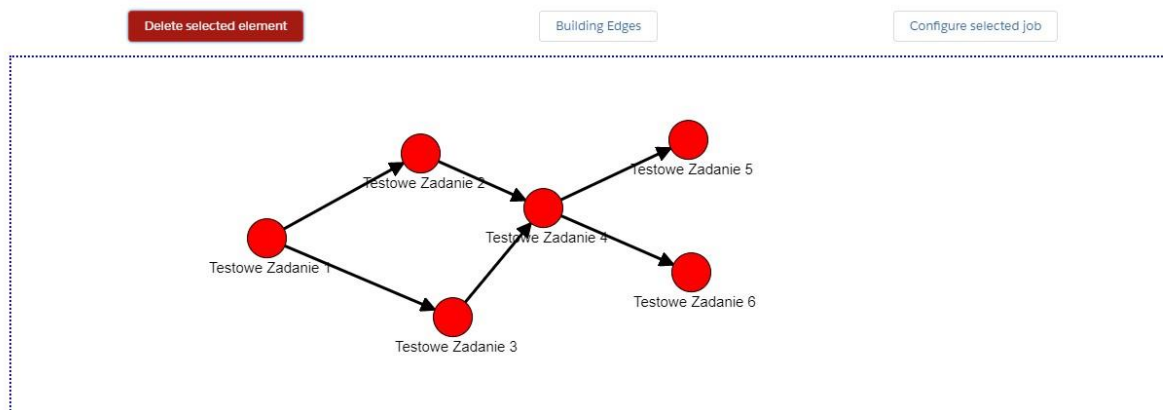 Delete selected element
Building Edges
Configure selected job
Testowe Zadanie 5
Testowe Zadanie 2
Testowe Zadanie 4
Testowe Zadanie 1
Testowe Zadanie 6
Testowe Zadanie 3